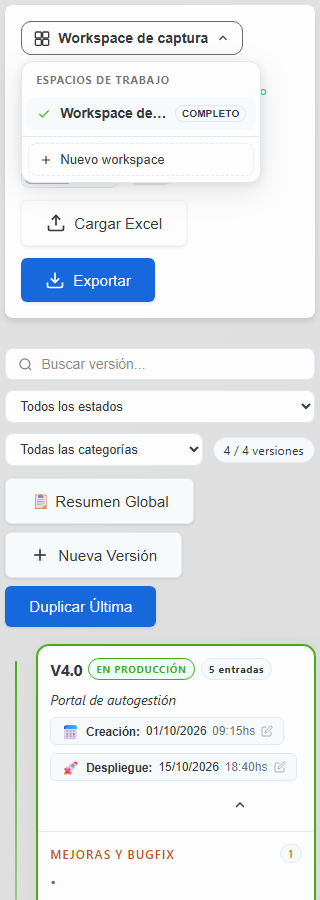 Workspace de captura
ESPACIOS DE TRABAJO
Workspace de... COMPLETO
Nuevo workspace
Cargar Excel
Exportar
Buscar versión...
Todos los estados
Todas las categorías 4 / 4 versiones
Resumen Global
Nueva Versión
Duplicar Última
V4.0 EN PRODUCCIÓN 5 entradas
Portal de autogestión
Creación: 01/10/2026 09:15hs
Despliegue: 15/10/2026 18:40hs
MEJORAS Y BUGFIX 1
•